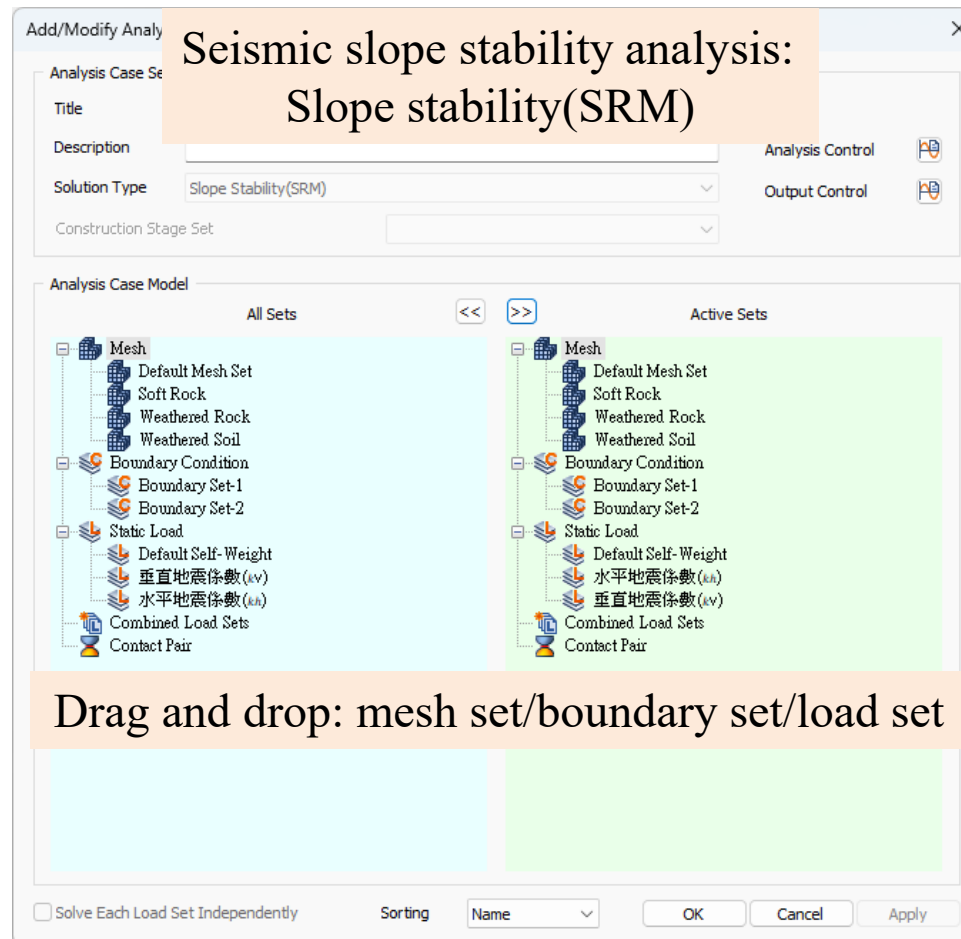 Add/Modify Analy
Seismic slope stability analysis:
Slope stability(SRM)
Analysis Case Se
Title
Description
Analysis Control
Solution Type
Slope Stability(SRM)
Output Control
Construction Stage Set
Analysis Case Model
All Sets
<<
>>
Active Sets
Mesh
Default Mesh Set
Soft Rock
Weathered Rock
Weathered Soil
Boundary Condition
Boundary Set-1
Boundary Set-2
Static Load
Default Self-Weight
垂直地震係數(kv)
水平地震係數(kh)
Combined Load Sets
Contact Pair
Mesh
Default Mesh Set
Soft Rock
Weathered Rock
Weathered Soil
Boundary Condition
Boundary Set-1
Boundary Set-2
Static Load
Default Self-Weight
水平地震係數(kh)
垂直地震係數(kv)
Combined Load Sets
Contact Pair
Drag and drop: mesh set/boundary set/load set
Solve Each Load Set Independently
Sorting
Name
OK
Cancel
Apply